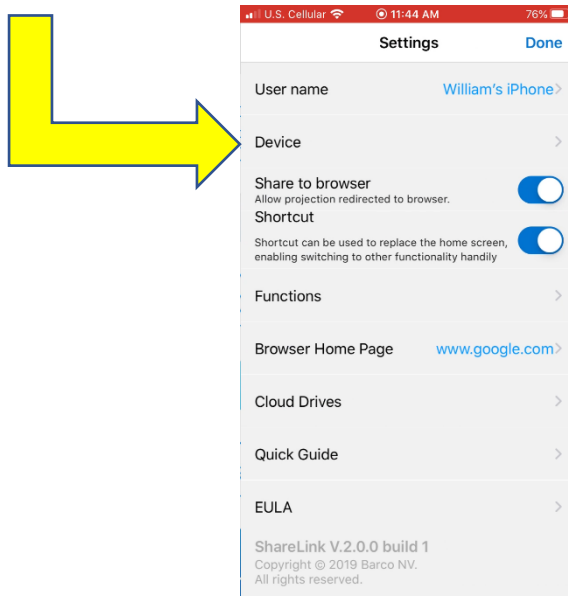 U.S. Cellular 11:44 AM 76%
Settings Done
User name William's iPhone
Device
Share to browser
Allow projection redirected to browser.
Shortcut
Shortcut can be used to replace the home screen,
enabling switching to other functionality handily
Functions
Browser Home Page www.google.com
Cloud Drives
Quick Guide
EULA
ShareLink V.2.0.0 build 1
Copyright © 2019 Barco NV.
All rights reserved.